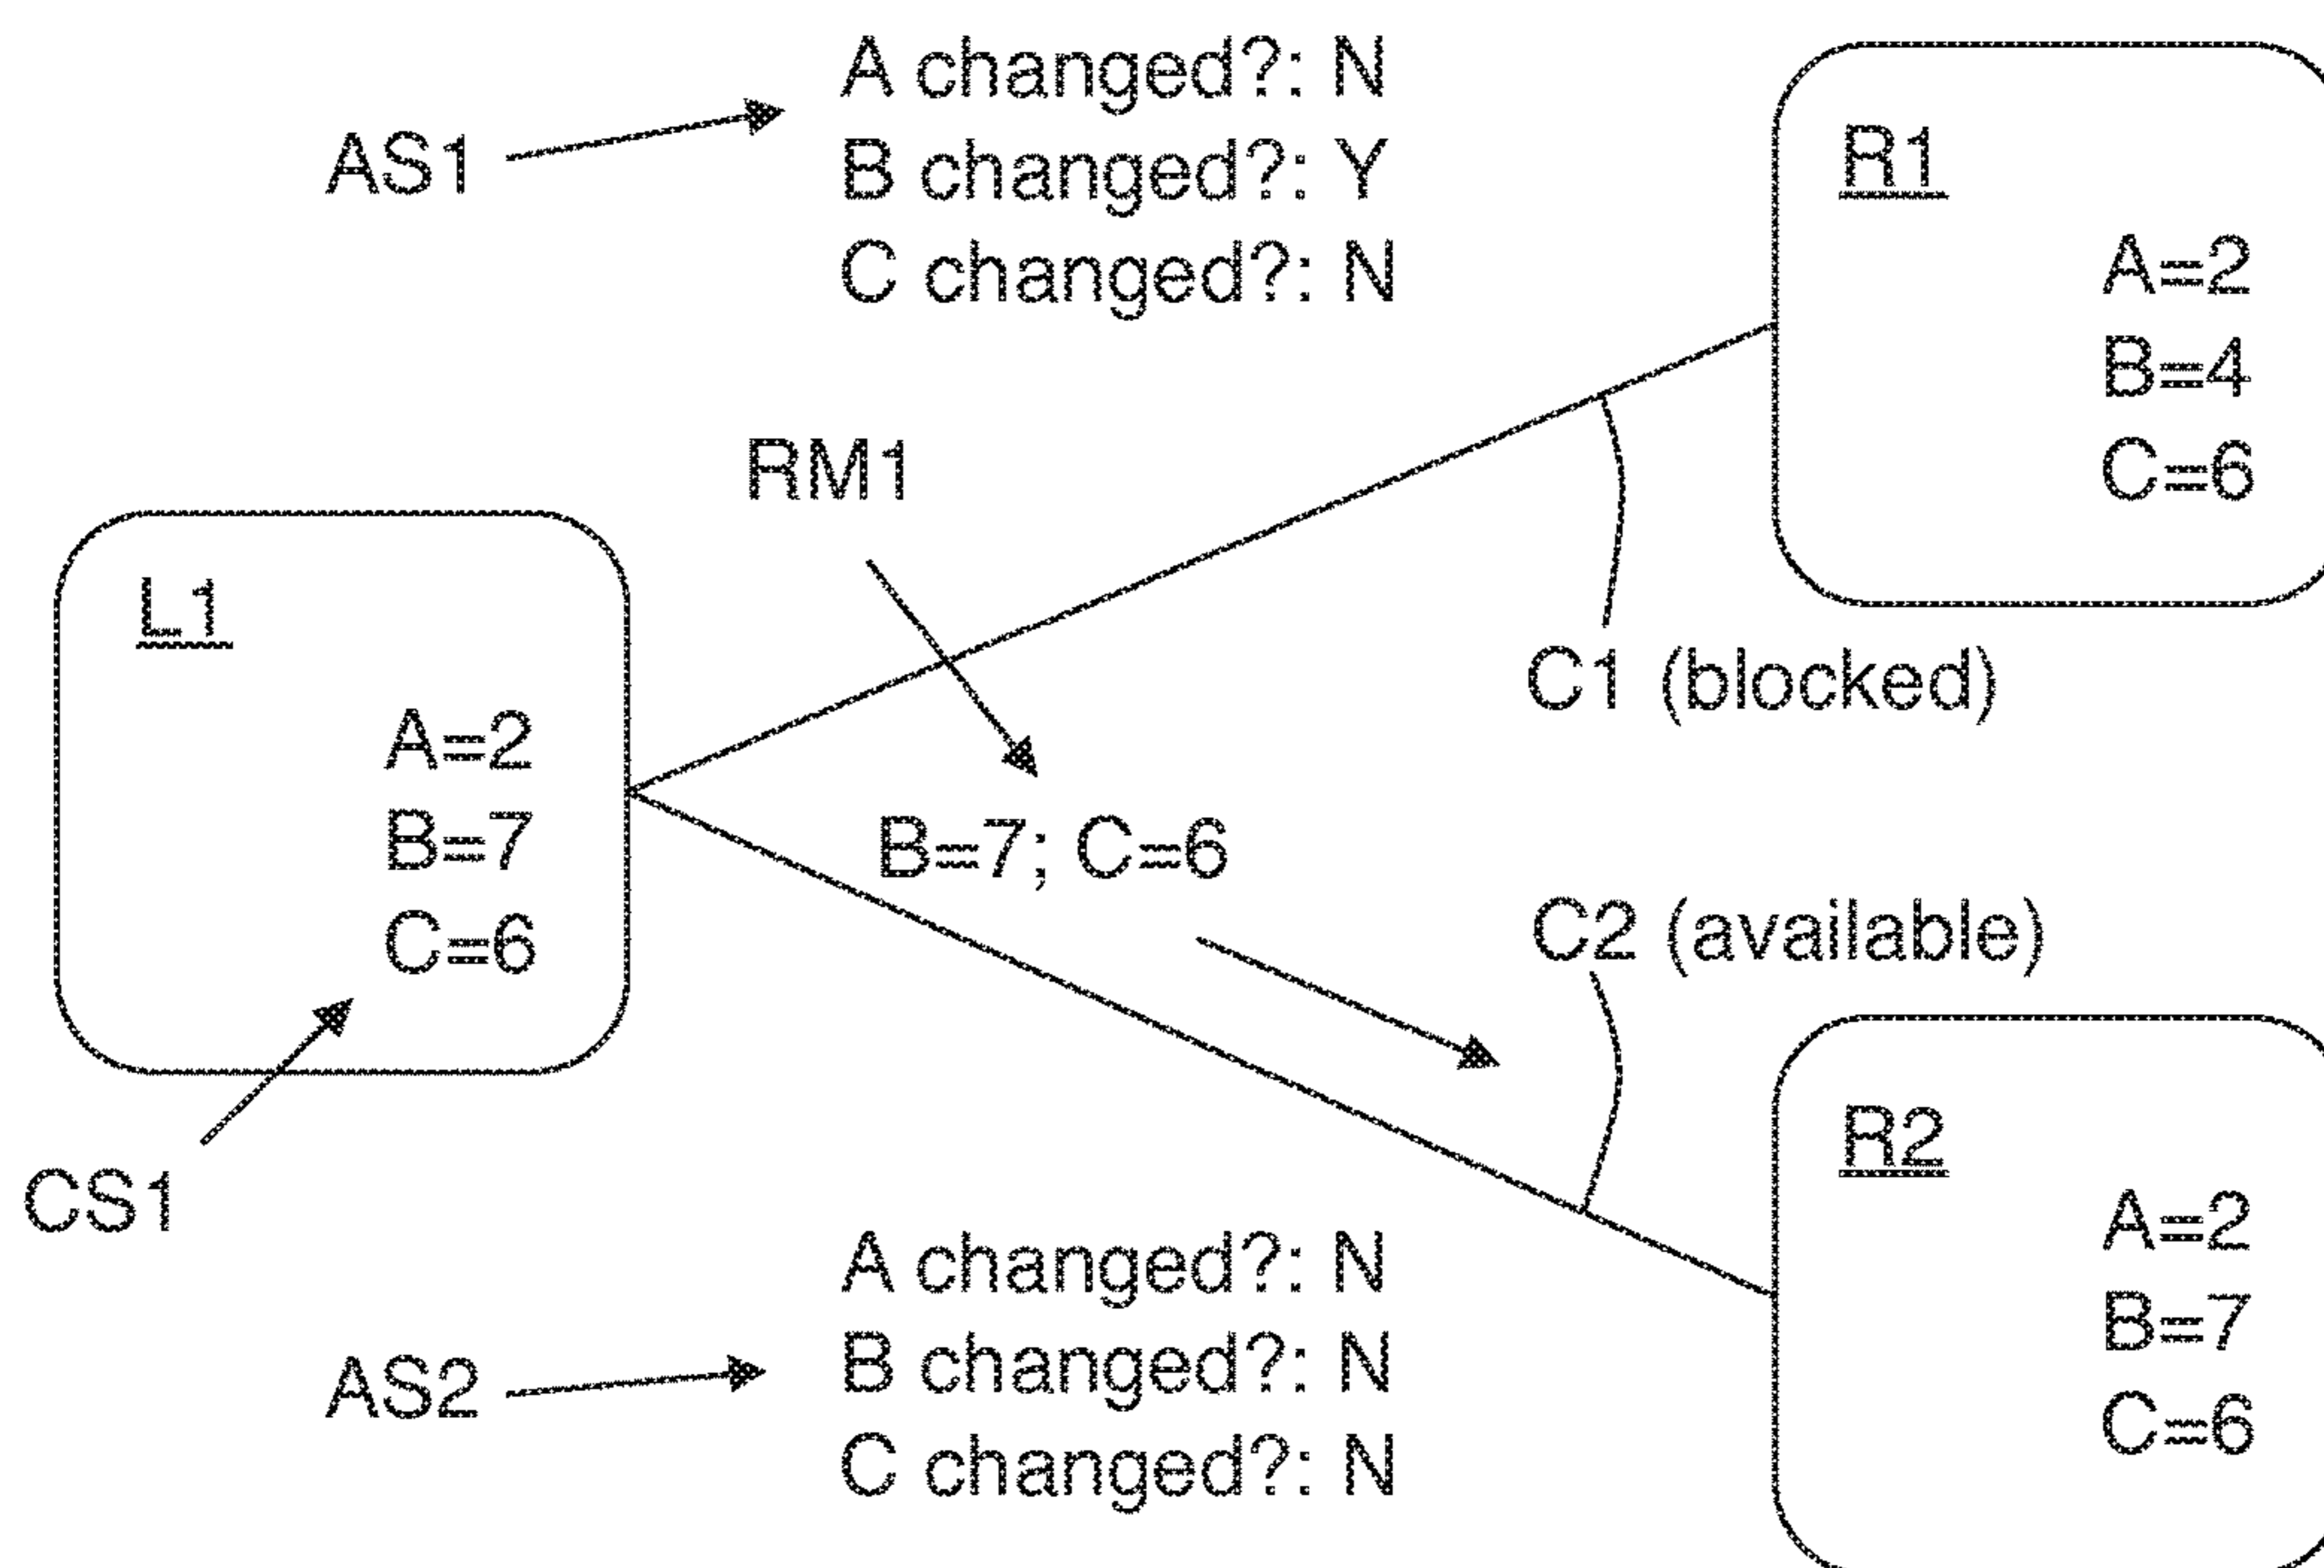 AS1
A changed?: N
B changed?: Y
C changed?: N
R1
A=2
B=4
C=6
RM1
C1 (blocked)
L1
A=2
B=7
C=6
B=7; C=6
C2 (available)
CS1
R2
A=2
B=7
C=6
AS2
A changed?: N
B changed?: N
C changed?: N